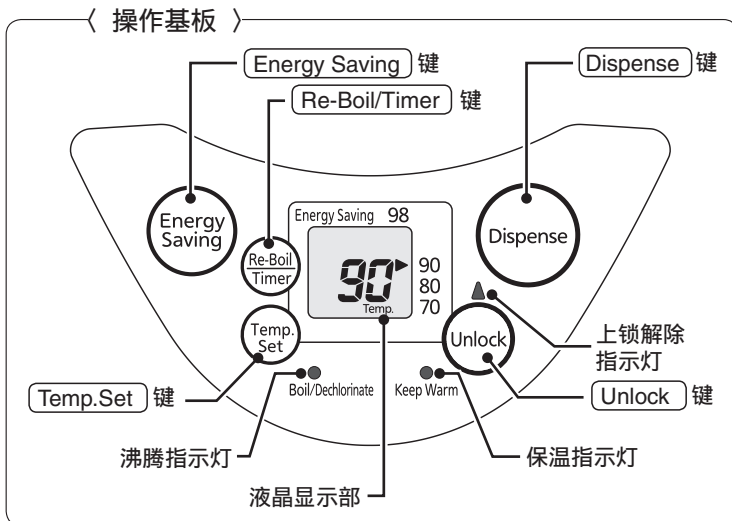 〈 操作基板 〉
Energy Saving 键
Dispense 键
Re-Boil/Timer 键
Energy Saving 98
Energy
Saving
Re-Boil
Timer
90
Temp.
90
80
70
Dispense
Temp.
Set
Unlock
上锁解除
指示灯
Boil/Dechlorinate
Keep Warm
Temp.Set 键
Unlock 键
沸腾指示灯
保温指示灯
液晶显示部